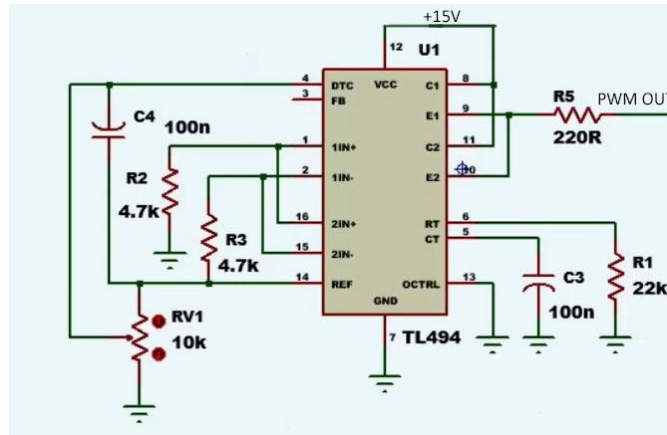 +15V
12
U1
4
DTC
VCC
C1
8
3
FB
R5
PWM OU
C4
E1
9
100n
220R
1
1IN+
C2
11
R2
2
1IN-
E2
10
4.7k
RT
6
16
2IN+
CT
5
R3
15
2IN-
R1
4.7k
14
REF
OCTRL
13
C3
22k
RV1
GND
100n
10k
7
TL494